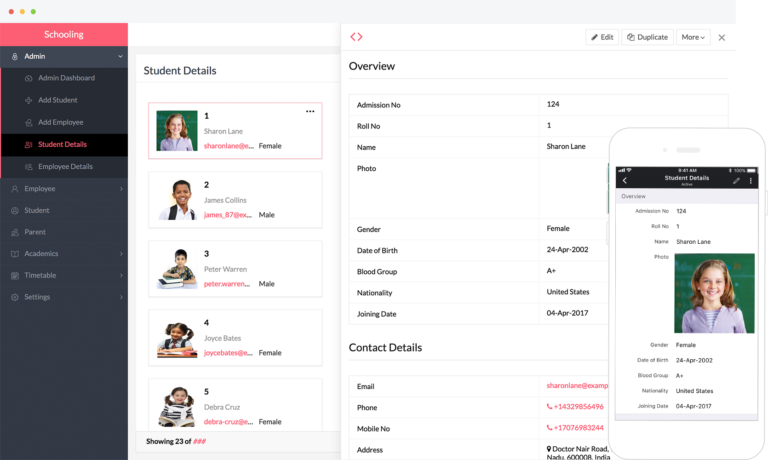 Schooling
Admin
Admin Dashboard
Add Student
Add Employee
Student Details
Employee Details
Employee
Student
Parent
Academics
Timetable
Settings
Student Details
1
Sharon Lane
sharonlane@e... Female
2
James Collins
james_87@ex... Male
3
Peter Warren
peter.warren... Male
4
Joyce Bates
joycebates@e... Female
5
Debra Cruz
debra-cruz@e... Female
Showing 23 of ###
Edit Duplicate More
Overview
Admission No 124
Roll No 1
Name Sharon Lane
Photo
Gender Female
Date of Birth 24-Apr-2002
Blood Group A+
Nationality United States
Joining Date 04-Apr-2017
Contact Details
Email sharonlane@examp
Phone +14329856496
Mobile No +17076983244
Address Doctor Nair Road,
Nadu, 600008, India
9:41 AM 100%
Student Details
Active
Overview
Admission No 124
Roll No 1
Name Sharon Lane
Photo
Gender Female
Date of Birth 24-Apr-2002
Blood Group A+
Nationality United States
Joining Date 04-Apr-2017